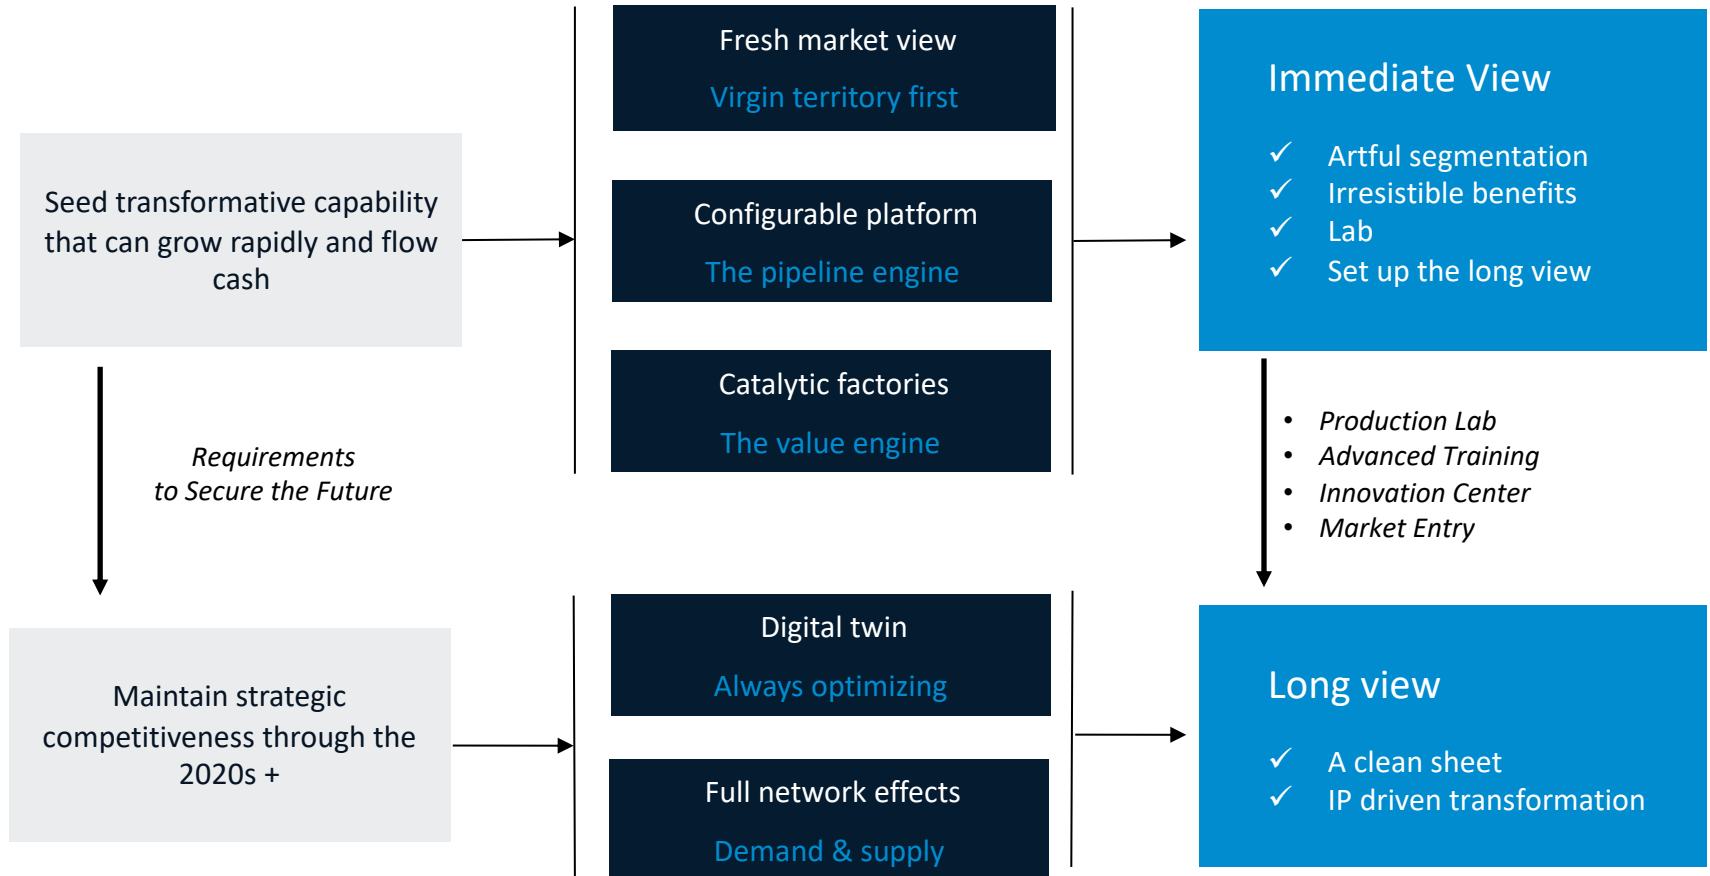 Seed transformative capability
that can grow rapidly and flow
cash
Fresh market view
Virgin territory first
Configurable platform
The pipeline engine
Catalytic factories
The value engine
Immediate View
✓ Artful segmentation
✓ Irresistible benefits
✓ Lab
✓ Set up the long view
Requirements
to Secure the Future
• Production Lab
• Advanced Training
• Innovation Center
• Market Entry
Maintain strategic
competitiveness through the
2020s +
Digital twin
Always optimizing
Full network effects
Demand & supply
Long view
✓ A clean sheet
✓ IP driven transformation